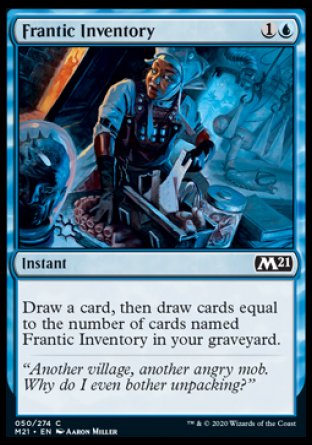 Frantic Inventory 1
Instant M21
Draw a card, then draw cards equal
to the number of cards named
Frantic Inventory in your graveyard.
“Another village, another angry mob.
Why do I even bother unpacking?”
050/274 C
M21 • EN Aaron Miller ™ & © 2020 Wizards of the Coast